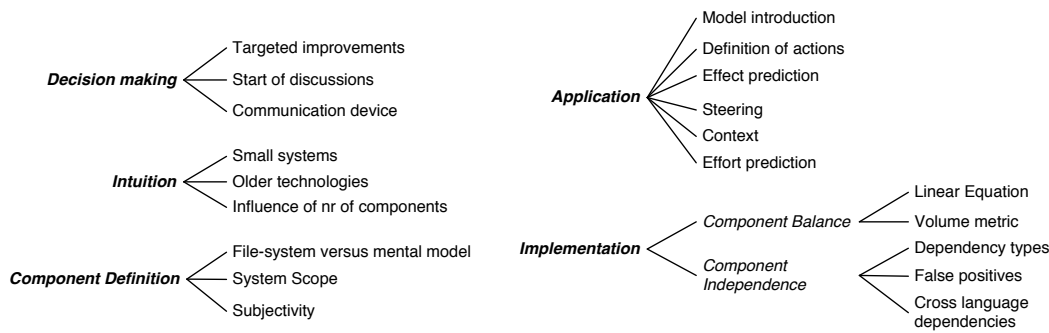 Decision making
Targeted improvements
Start of discussions
Communication device
Intuition
Small systems
Older technologies
Influence of nr of components
Component Definition
File-system versus mental model
System Scope
Subjectivity
Application
Model introduction
Definition of actions
Effect prediction
Steering
Context
Effort prediction
Implementation
Component Balance
Linear Equation
Volume metric
Component
Independence
Dependency types
False positives
Cross language
dependencies